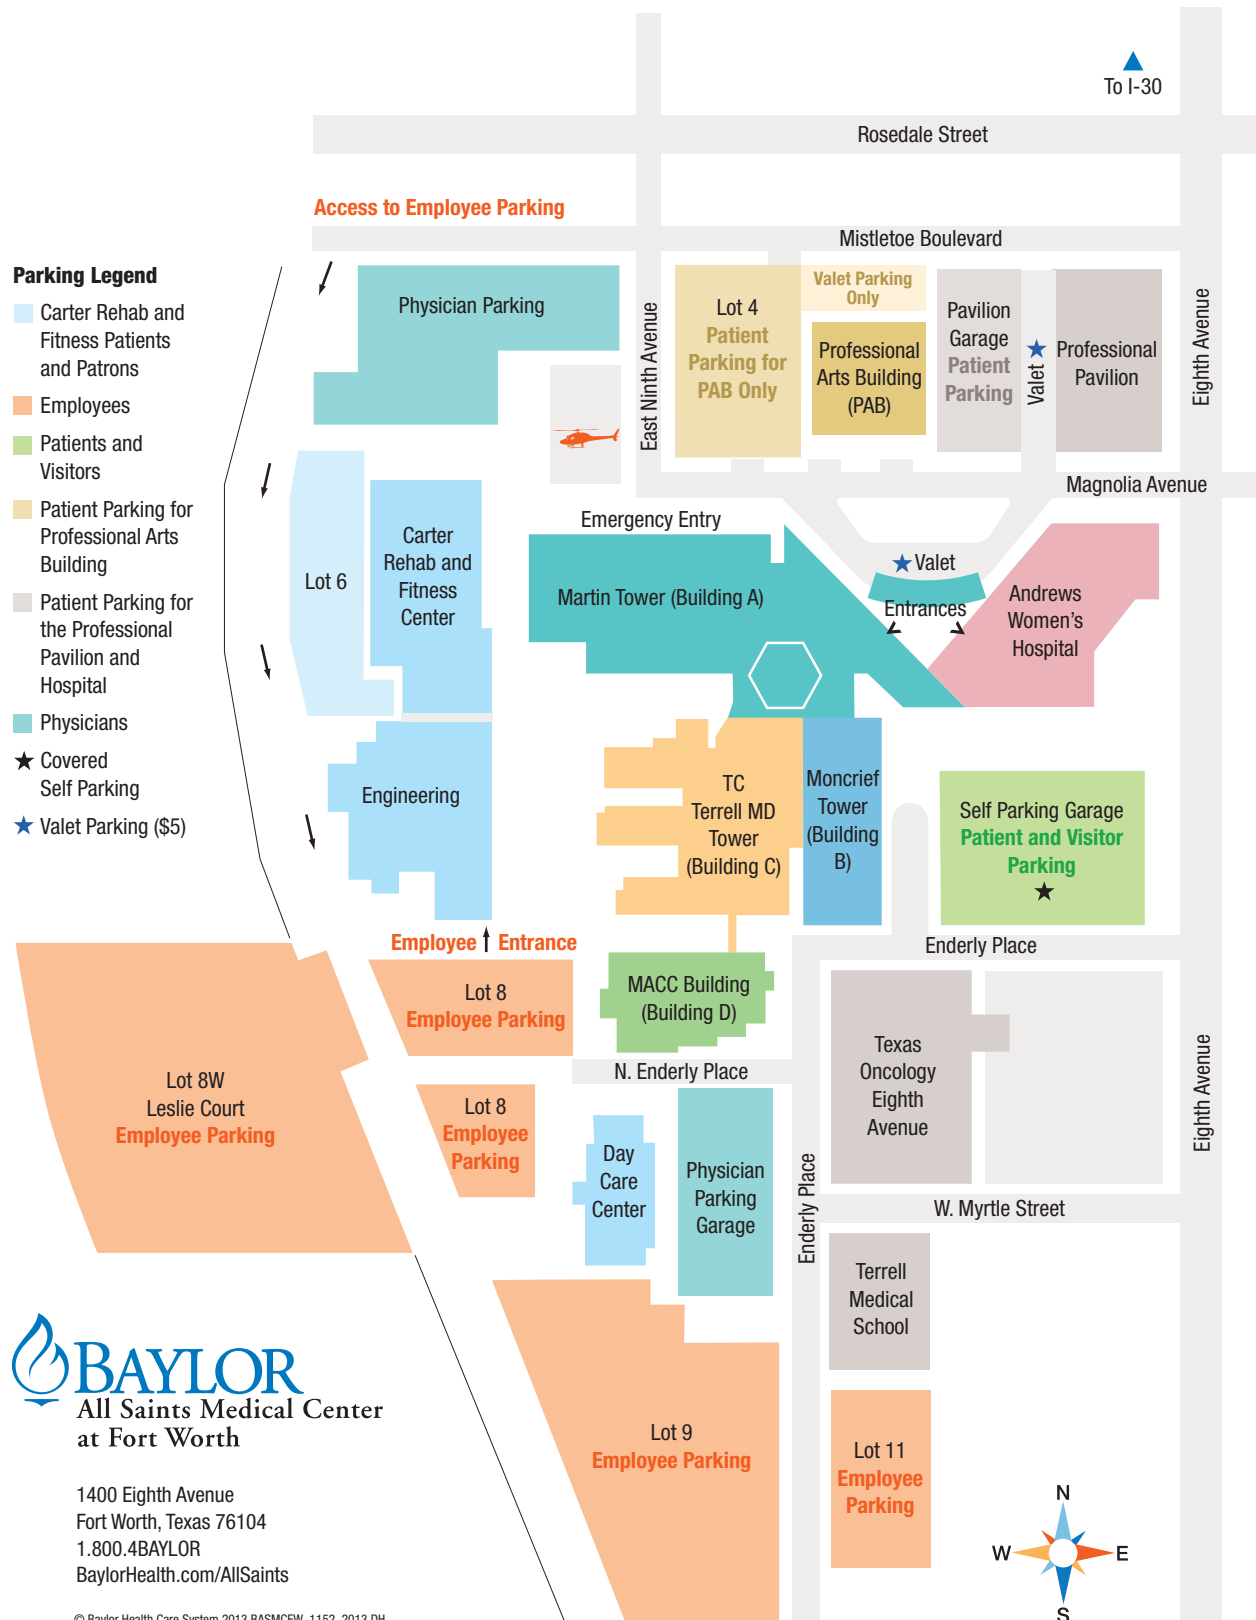 To I-30
Rosedale Street
Access to Employee Parking
Mistletoe Boulevard
Parking Legend
Carter Rehab and
Fitness Patients
and Patrons
Employees
Patients and
Visitors
Patient Parking for
Professional Arts
Building
Patient Parking for
the Professional
Pavilion and
Hospital
Physicians
Covered
Self Parking
Valet Parking ($5)
Physician Parking
East Ninth Avenue
Lot 4
Patient
Parking for
PAB Only
Valet Parking
Only
Professional
Arts Building
(PAB)
Pavilion
Garage
Patient
Parking
Valet
Professional
Pavilion
Eighth Avenue
Magnolia Avenue
Emergency Entry
Lot 6
Carter
Rehab and
Fitness
Center
Martin Tower (Building A)
Valet
Entrances
Andrews
Women's
Hospital
Engineering
TC
Terrell MD
Tower
(Building C)
Moncrief
Tower
(Building
B)
Self Parking Garage
Patient and Visitor
Parking
Employee Entrance
Enderly Place
Lot 8
Employee Parking
MACC Building
(Building D)
Lot 8W
Leslie Court
Employee Parking
N. Enderly Place
Texas
Oncology
Eighth
Avenue
Eighth Avenue
Lot 8
Employee
Parking
Day
Care
Center
Physician
Parking
Garage
Enderly Place
W. Myrtle Street
Terrell
Medical
School
Lot 9
Employee Parking
Lot 11
Employee
Parking
BAYLOR
All Saints Medical Center
at Fort Worth
1400 Eighth Avenue
Fort Worth, Texas 76104
1.800.4BAYLOR
BaylorHealth.com/AllSaints
N
W E
S
© Baylor Health Care System 2013 BASMCFW_1152_2013 DH